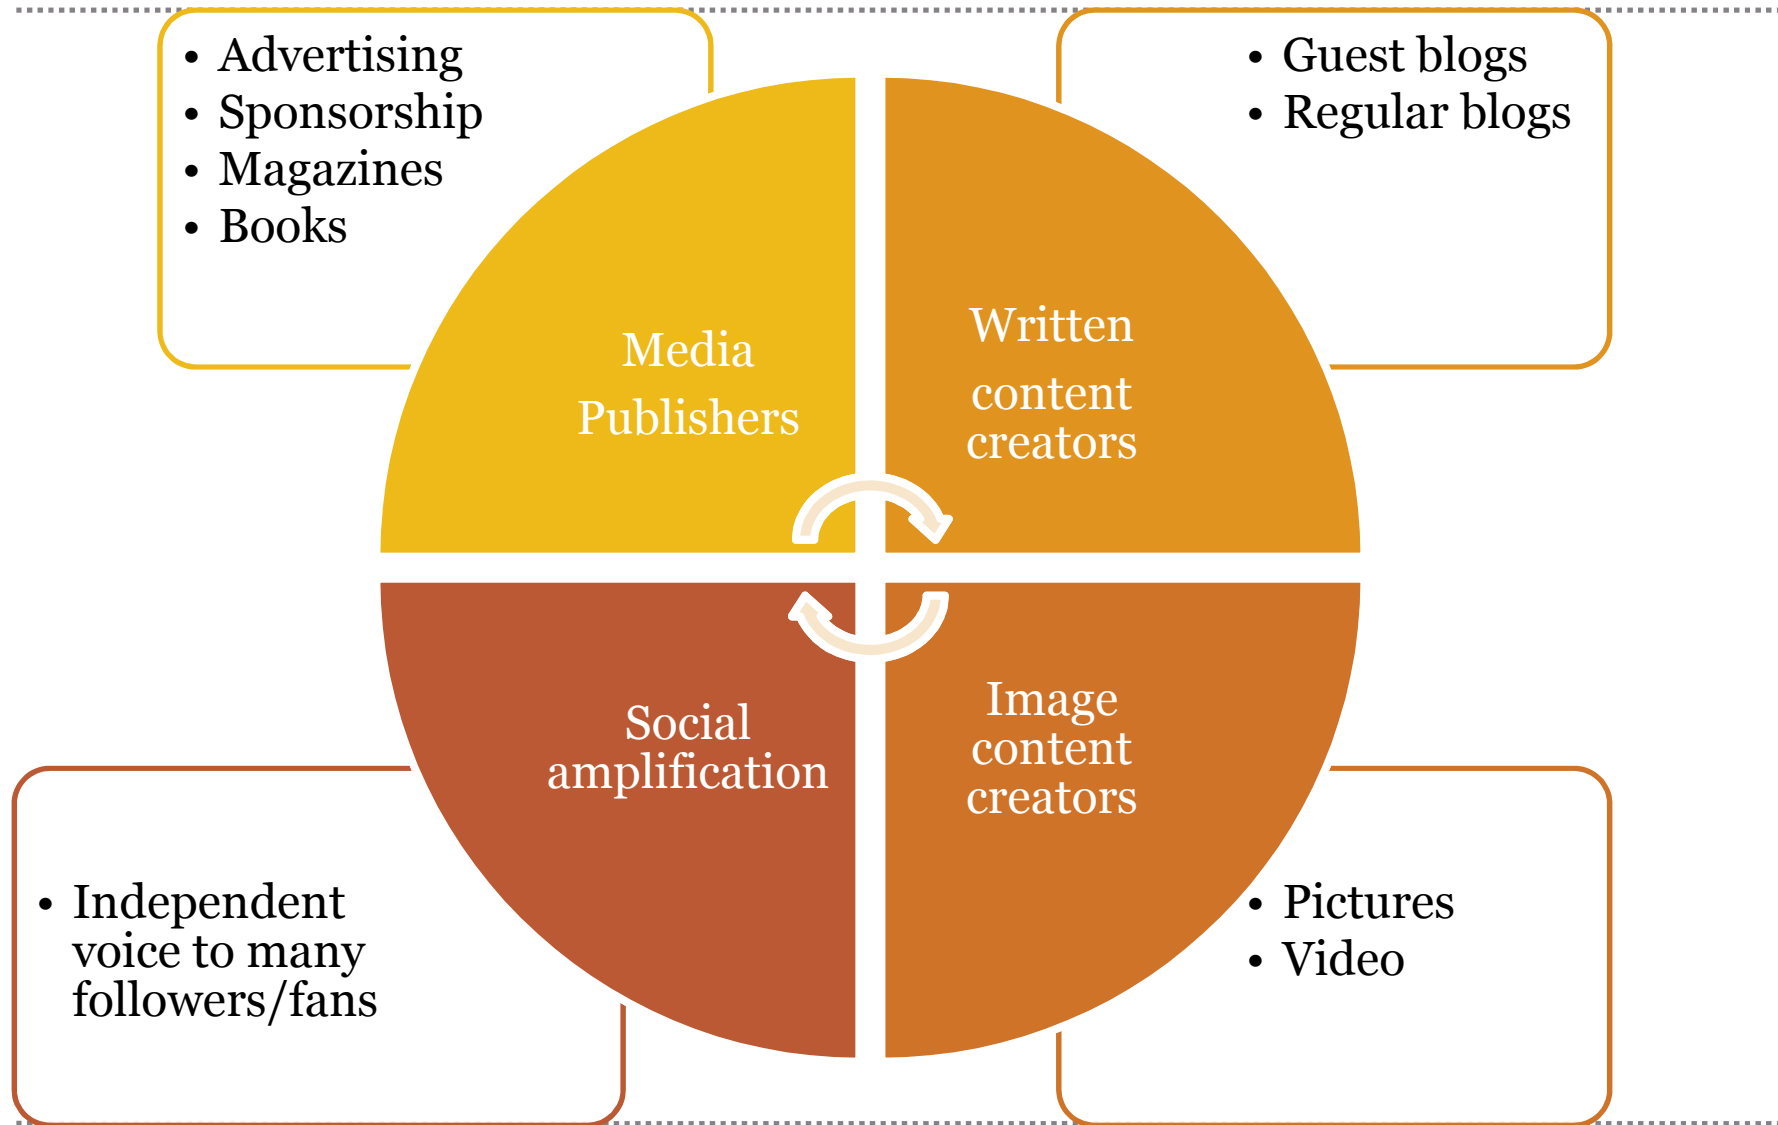 • Advertising
• Sponsorship
• Magazines
• Books
• Guest blogs
• Regular blogs
Media
Publishers
Written
content
creators
Social
amplification
Image
content
creators
• Independent
voice to many
followers/fans
• Pictures
• Video